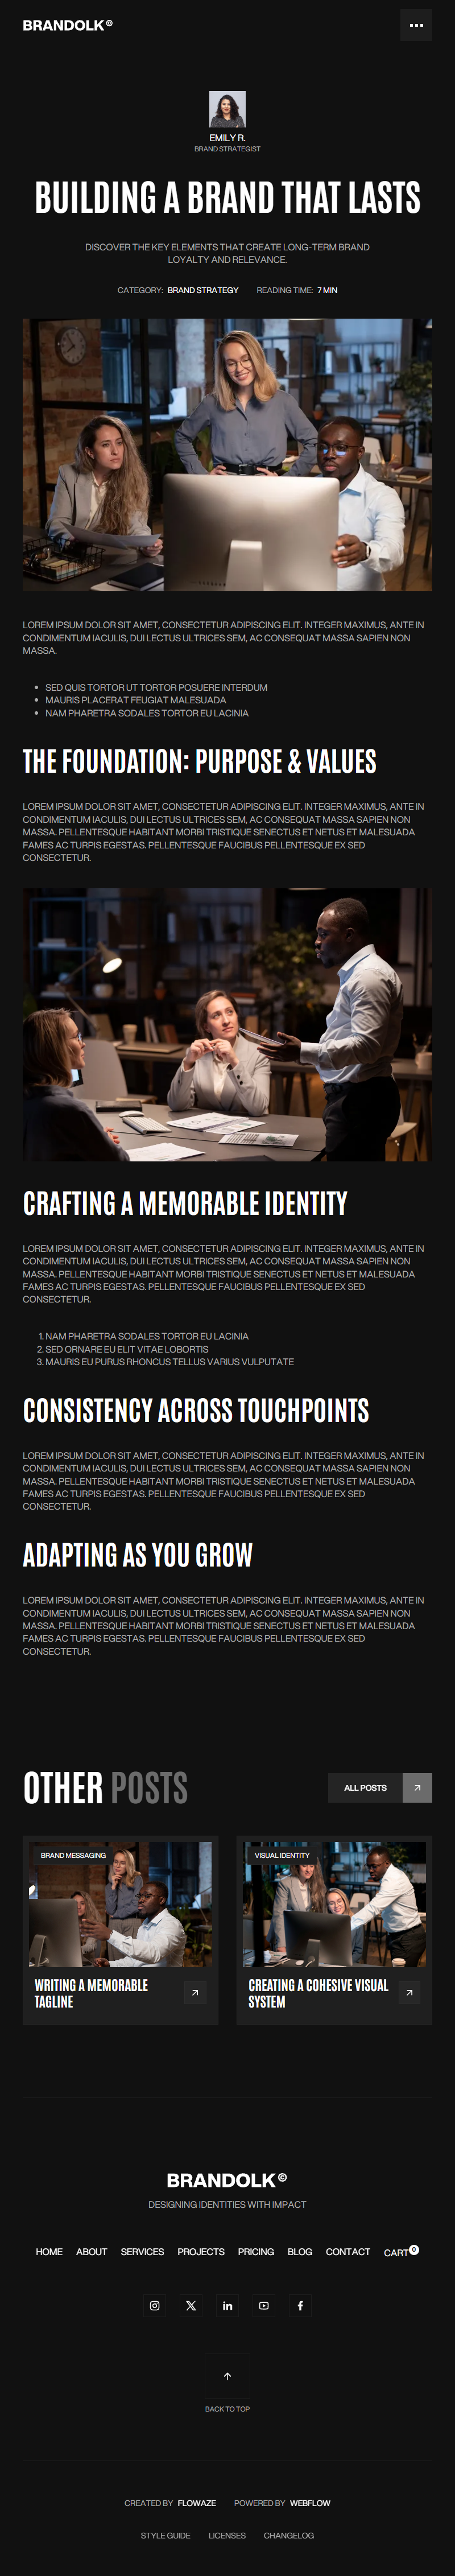 BRANDOLK©
EMILY R.
BRAND STRATEGIST
BUILDING A BRAND THAT LASTS
DISCOVER THE KEY ELEMENTS THAT CREATE LONG-TERM BRAND
LOYALTY AND RELEVANCE.
CATEGORY: BRAND STRATEGY READING TIME: 7 MIN
LOREM IPSUM DOLOR SIT AMET, CONSECTETUR ADIPISCING ELIT. INTEGER MAXIMUS, ANTE IN
CONDIMENTUM IACULIS, DUI LECTUS ULTRICES SEM, AC CONSEQUAT MASSA SAPIEN NON
MASSA.
• SED QUIS TORTOR UT TORTOR POSUERE INTERDUM
• MAURIS PLACERAT FEUGIAT MALESUADA
• NAM PHARETRA SODALES TORTOR EU LACINIA
THE FOUNDATION: PURPOSE & VALUES
LOREM IPSUM DOLOR SIT AMET, CONSECTETUR ADIPISCING ELIT. INTEGER MAXIMUS, ANTE IN
CONDIMENTUM IACULIS, DUI LECTUS ULTRICES SEM, AC CONSEQUAT MASSA SAPIEN NON
MASSA. PELLENTESQUE HABITANT MORBI TRISTIQUE SENECTUS ET NETUS ET MALESUADA
FAMES AC TURPIS EGESTAS. PELLENTESQUE FAUCIBUS PELLENTESQUE EX SED
CONSECTETUR.
CRAFTING A MEMORABLE IDENTITY
LOREM IPSUM DOLOR SIT AMET, CONSECTETUR ADIPISCING ELIT. INTEGER MAXIMUS, ANTE IN
CONDIMENTUM IACULIS, DUI LECTUS ULTRICES SEM, AC CONSEQUAT MASSA SAPIEN NON
MASSA. PELLENTESQUE HABITANT MORBI TRISTIQUE SENECTUS ET NETUS ET MALESUADA
FAMES AC TURPIS EGESTAS. PELLENTESQUE FAUCIBUS PELLENTESQUE EX SED
CONSECTETUR.
1. NAM PHARETRA SODALES TORTOR EU LACINIA
2. SED ORNARE EU ELIT VITAE LOBORTIS
3. MAURIS EU PURUS RHONCUS TELLUS VARIUS VULPUTATE
CONSISTENCY ACROSS TOUCHPOINTS
LOREM IPSUM DOLOR SIT AMET, CONSECTETUR ADIPISCING ELIT. INTEGER MAXIMUS, ANTE IN
CONDIMENTUM IACULIS, DUI LECTUS ULTRICES SEM, AC CONSEQUAT MASSA SAPIEN NON
MASSA. PELLENTESQUE HABITANT MORBI TRISTIQUE SENECTUS ET NETUS ET MALESUADA
FAMES AC TURPIS EGESTAS. PELLENTESQUE FAUCIBUS PELLENTESQUE EX SED
CONSECTETUR.
ADAPTING AS YOU GROW
LOREM IPSUM DOLOR SIT AMET, CONSECTETUR ADIPISCING ELIT. INTEGER MAXIMUS, ANTE IN
CONDIMENTUM IACULIS, DUI LECTUS ULTRICES SEM, AC CONSEQUAT MASSA SAPIEN NON
MASSA. PELLENTESQUE HABITANT MORBI TRISTIQUE SENECTUS ET NETUS ET MALESUADA
FAMES AC TURPIS EGESTAS. PELLENTESQUE FAUCIBUS PELLENTESQUE EX SED
CONSECTETUR.
OTHER POSTS
ALL POSTS
BRAND MESSAGING
WRITING A MEMORABLE
TAGLINE
VISUAL IDENTITY
CREATING A COHESIVE VISUAL
SYSTEM
BRANDOLK©
DESIGNING IDENTITIES WITH IMPACT
HOME ABOUT SERVICES PROJECTS PRICING BLOG CONTACT CART 0
BACK TO TOP
CREATED BY FLOWAZE POWERED BY WEBFLOW
STYLE GUIDE LICENSES CHANGELOG